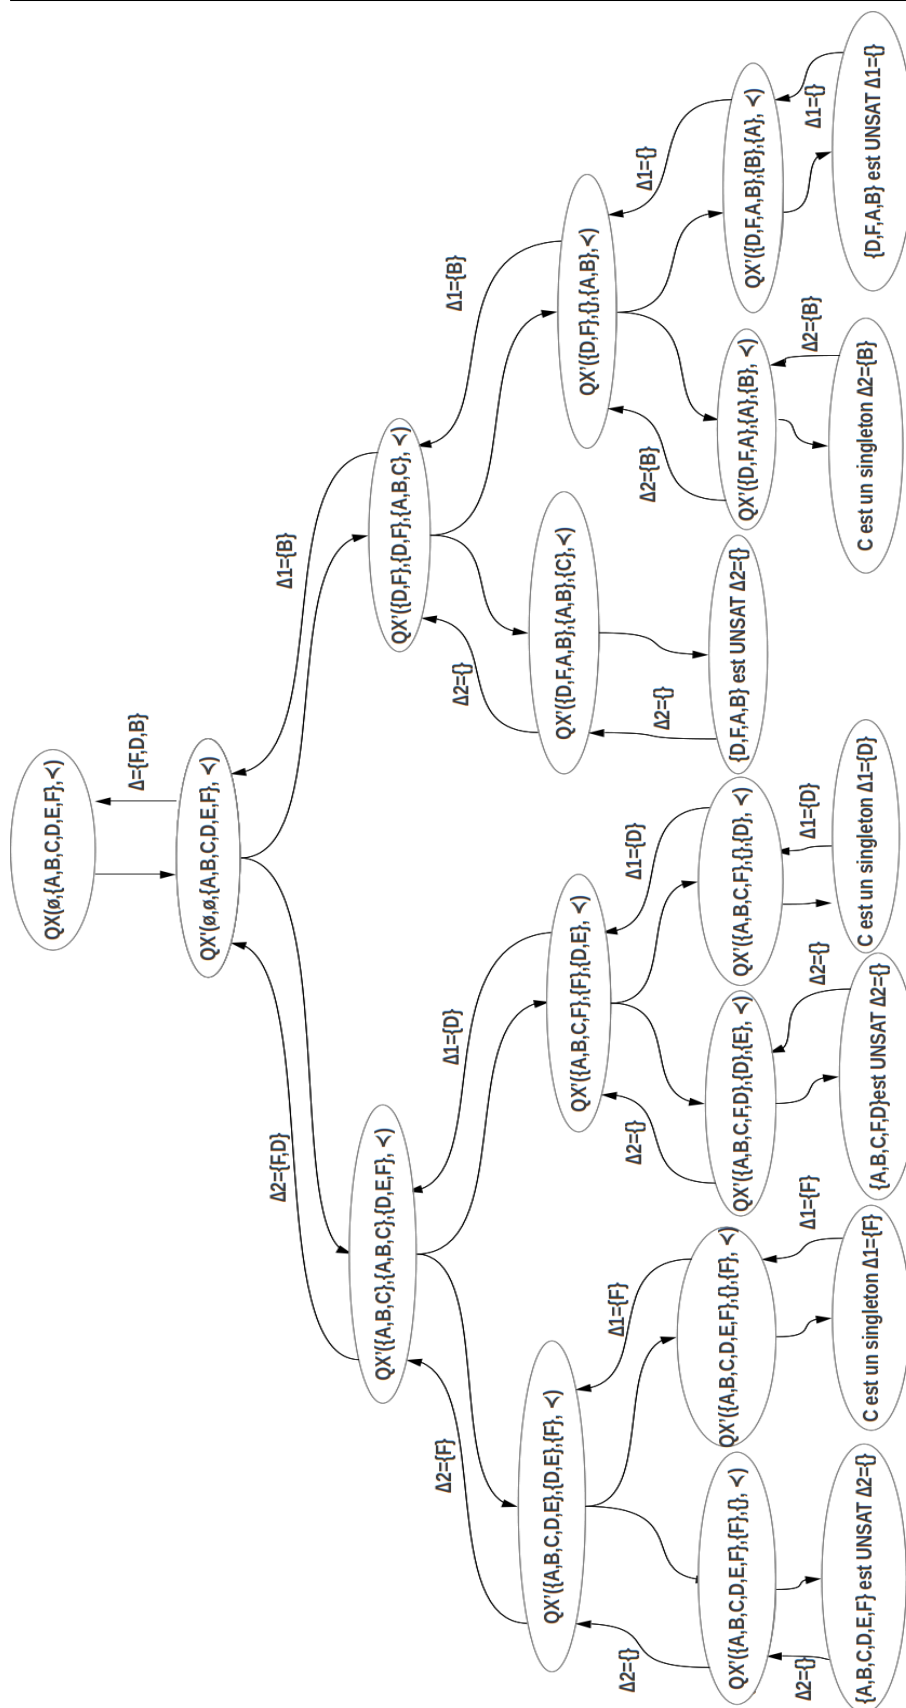 QX(ø,{A,B,C,D,E,F},≺)
Δ={F,D,B}
QX'(ø,ø,{A,B,C,D,E,F}, ≺)
Δ2={F,D}
Δ1={B}
QX'({A,B,C},{A,B,C},{D,E,F}, ≺)
QX'({D,F},{D,F},{A,B,C}, ≺)
Δ2={F}
Δ1={D}
Δ2={}
Δ1={B}
QX'({A,B,C,D,E},{D,E},{F}, ≺)
QX'({A,B,C,F},{F},{D,E}, ≺)
QX'({D,F,A,B},{A,B},{C},≺)
QX'({D,F},{},{A,B},≺)
Δ2={}
Δ1={F}
Δ2={}
Δ1={D}
Δ2={}
Δ2={B}
Δ1={}
QX'({A,B,C,D,E,F},{F},{}, ≺)
QX'({A,B,C,D,E,F},{},{F}, ≺)
QX'({A,B,C,F,D},{D},{E}, ≺)
QX'({A,B,C,F},{},{D}, ≺)
{D,F,A,B} est UNSAT Δ2={}
QX'({D,F,A},{A},{B}, ≺)
QX'({D,F,A,B},{B},{A}, ≺)
Δ2={}
Δ1={F}
Δ2={}
Δ1={D}
Δ2={B}
Δ1={}
{A,B,C,D,E,F} est UNSAT Δ2={}
C est un singleton Δ1={F}
{A,B,C,F,D}est UNSAT Δ2={}
C est un singleton Δ1={D}
C est un singleton Δ2={B}
{D,F,A,B} est UNSAT Δ1={}